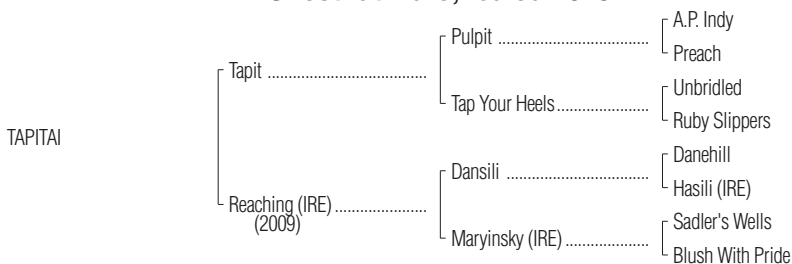 A.P. Indy
Pulpit ......................................
Preach
Tapit ......................................
Unbridled
Tap Your Heels.......................
Ruby Slippers
TAPITAI
Danehill
Dansili ....................................
Hasili (IRE)
Reaching (IRE) ......................
(2009)
Sadler's Wells
Maryinsky (IRE) .....................
Blush With Pride